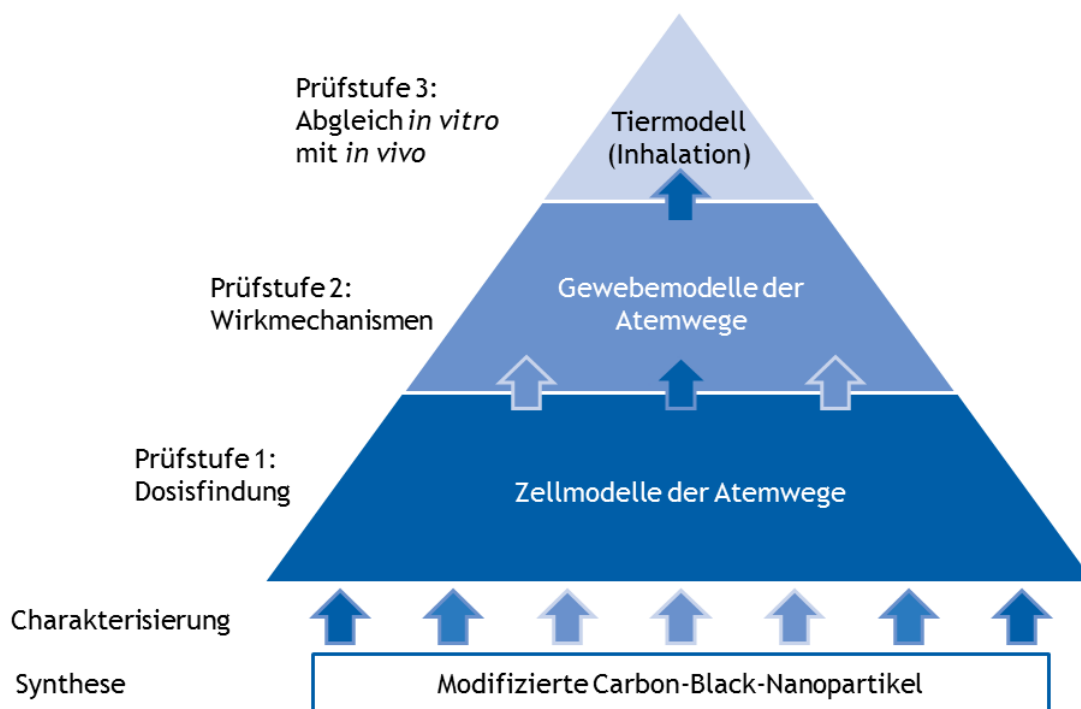 Prüfstufe 3:
Abgleich in vitro
mit in vivo
Tiermodell
(Inhalation)
Prüfstufe 2:
Wirkmechanismen
Gewebemodelle der
Atemwege
Prüfstufe 1:
Dosisfindung
Zellmodelle der Atemwege
Charakterisierung
Synthese
Modifizierte Carbon-Black-Nanopartikel